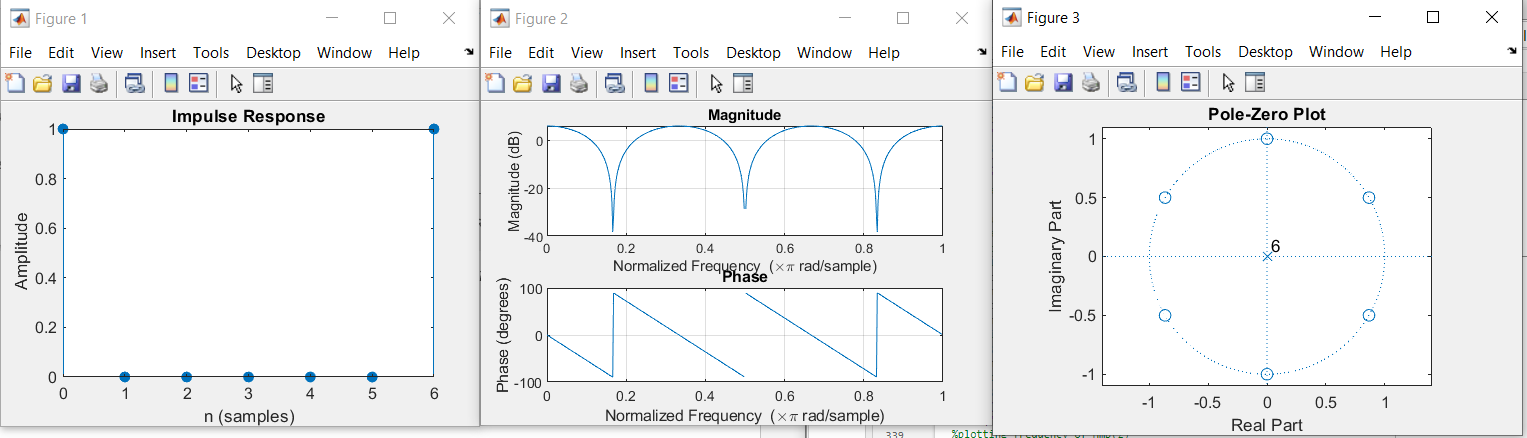 Figure 1
File Edit View Insert Tools Desktop Window Help
Impulse Response
1
0.8
0.6
0.4
0.2
0
Amplitude
0 1 2 3 4 5 6
n (samples)
Figure 2
File Edit View Insert Tools Desktop Window Help
Magnitude
0
-20
-40
Magnitude (dB)
0 0.2 0.4 0.6 0.8 1
Normalized Frequency (×π rad/sample)
Phase
100
0
-100
Phase (degrees)
0 0.2 0.4 0.6 0.8 1
Normalized Frequency (×π rad/sample)
Figure 3
File Edit View Insert Tools Desktop Window Help
Pole-Zero Plot
1
0.5
0
-0.5
-1
Imaginary Part
6
-1 -0.5 0 0.5 1
Real Part
339 %plotting frequency of